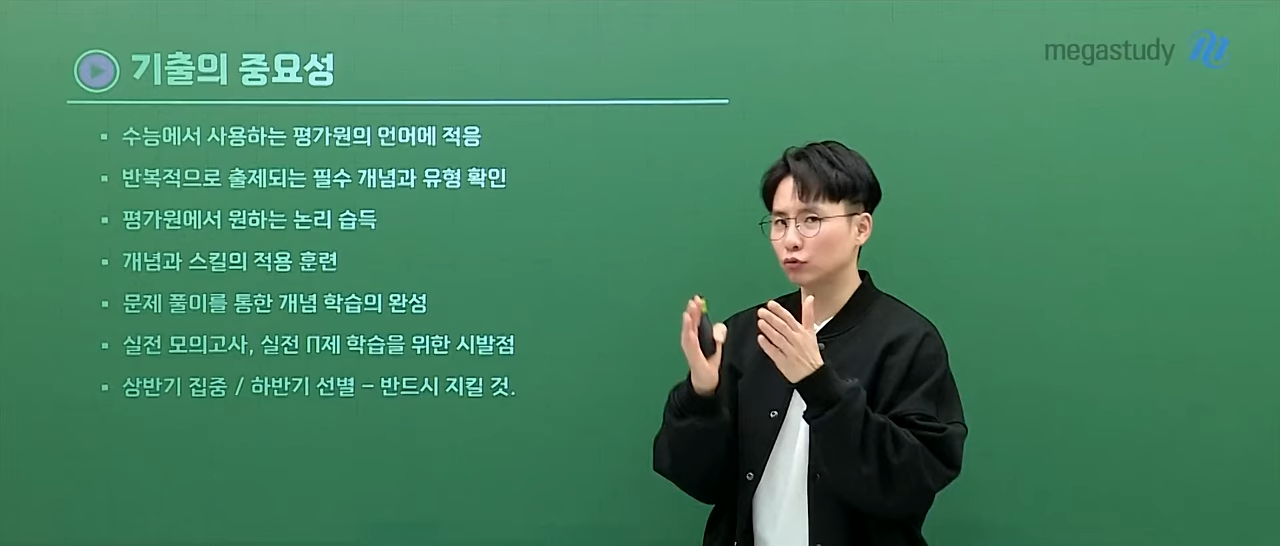 기출의 중요성
megastudy
수능에서 사용하는 평가원의 언어에 적응
반복적으로 출제되는 필수 개념과 유형 확인
평가원에서 원하는 논리 습득
개념과 스킬의 적용 훈련
문제 풀이를 통한 개념 학습의 완성
실전 모의고사, 실전 N제 학습을 위한 시발점
상반기 집중 / 하반기 선별 – 반드시 지킬 것.